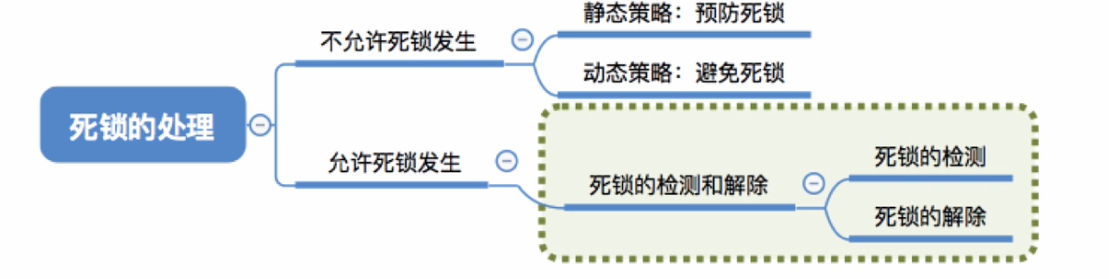 静态策略：预防死锁
不允许死锁发生
动态策略：避免死锁
死锁的处理
允许死锁发生
死锁的检测和解除
死锁的检测
死锁的解除